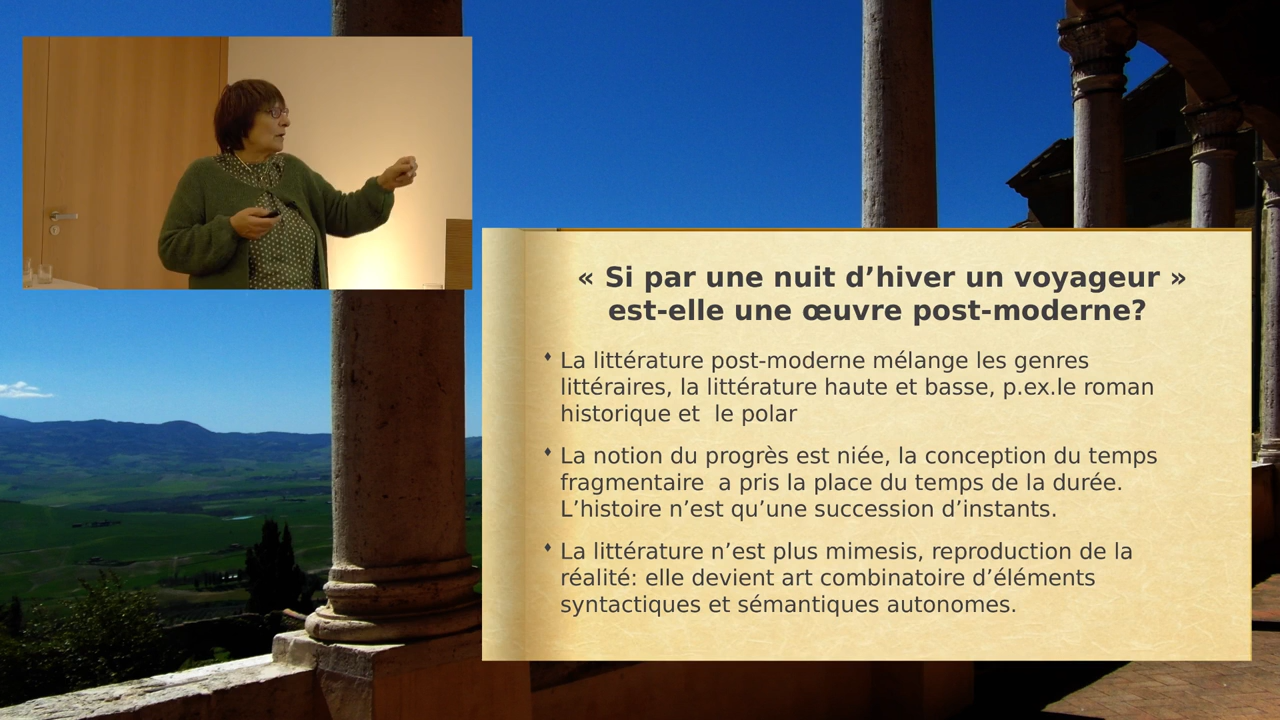 « Si par une nuit d’hiver un voyageur »
est-elle une œuvre post-moderne?
La littérature post-moderne mélange les genres
littéraires, la littérature haute et basse, p.ex.le roman
historique et  le polar
La notion du progrès est niée, la conception du temps
fragmentaire  a pris la place du temps de la durée.
L’histoire n’est qu’une succession d’instants.
La littérature n’est plus mimesis, reproduction de la
réalité: elle devient art combinatoire d’éléments
syntactiques et sémantiques autonomes.